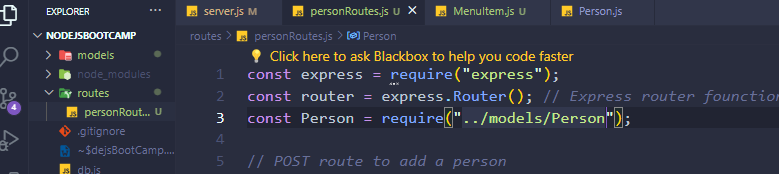 EXPLORER
NODEJSBOOTCAMP
models
node_modules
routes
personRout... U
.gitignore
~$dejsBootCamp....
db.js
4
server.js M
personRoutes.js U
MenuItem.js U
Person.js
routes > personRoutes.js > Person
Click here to ask Blackbox to help you code faster
1 const express = require("express");
2 const router = express.Router(); // Express router founction
3 const Person = require("../models/Person");
4
5 // POST route to add a person